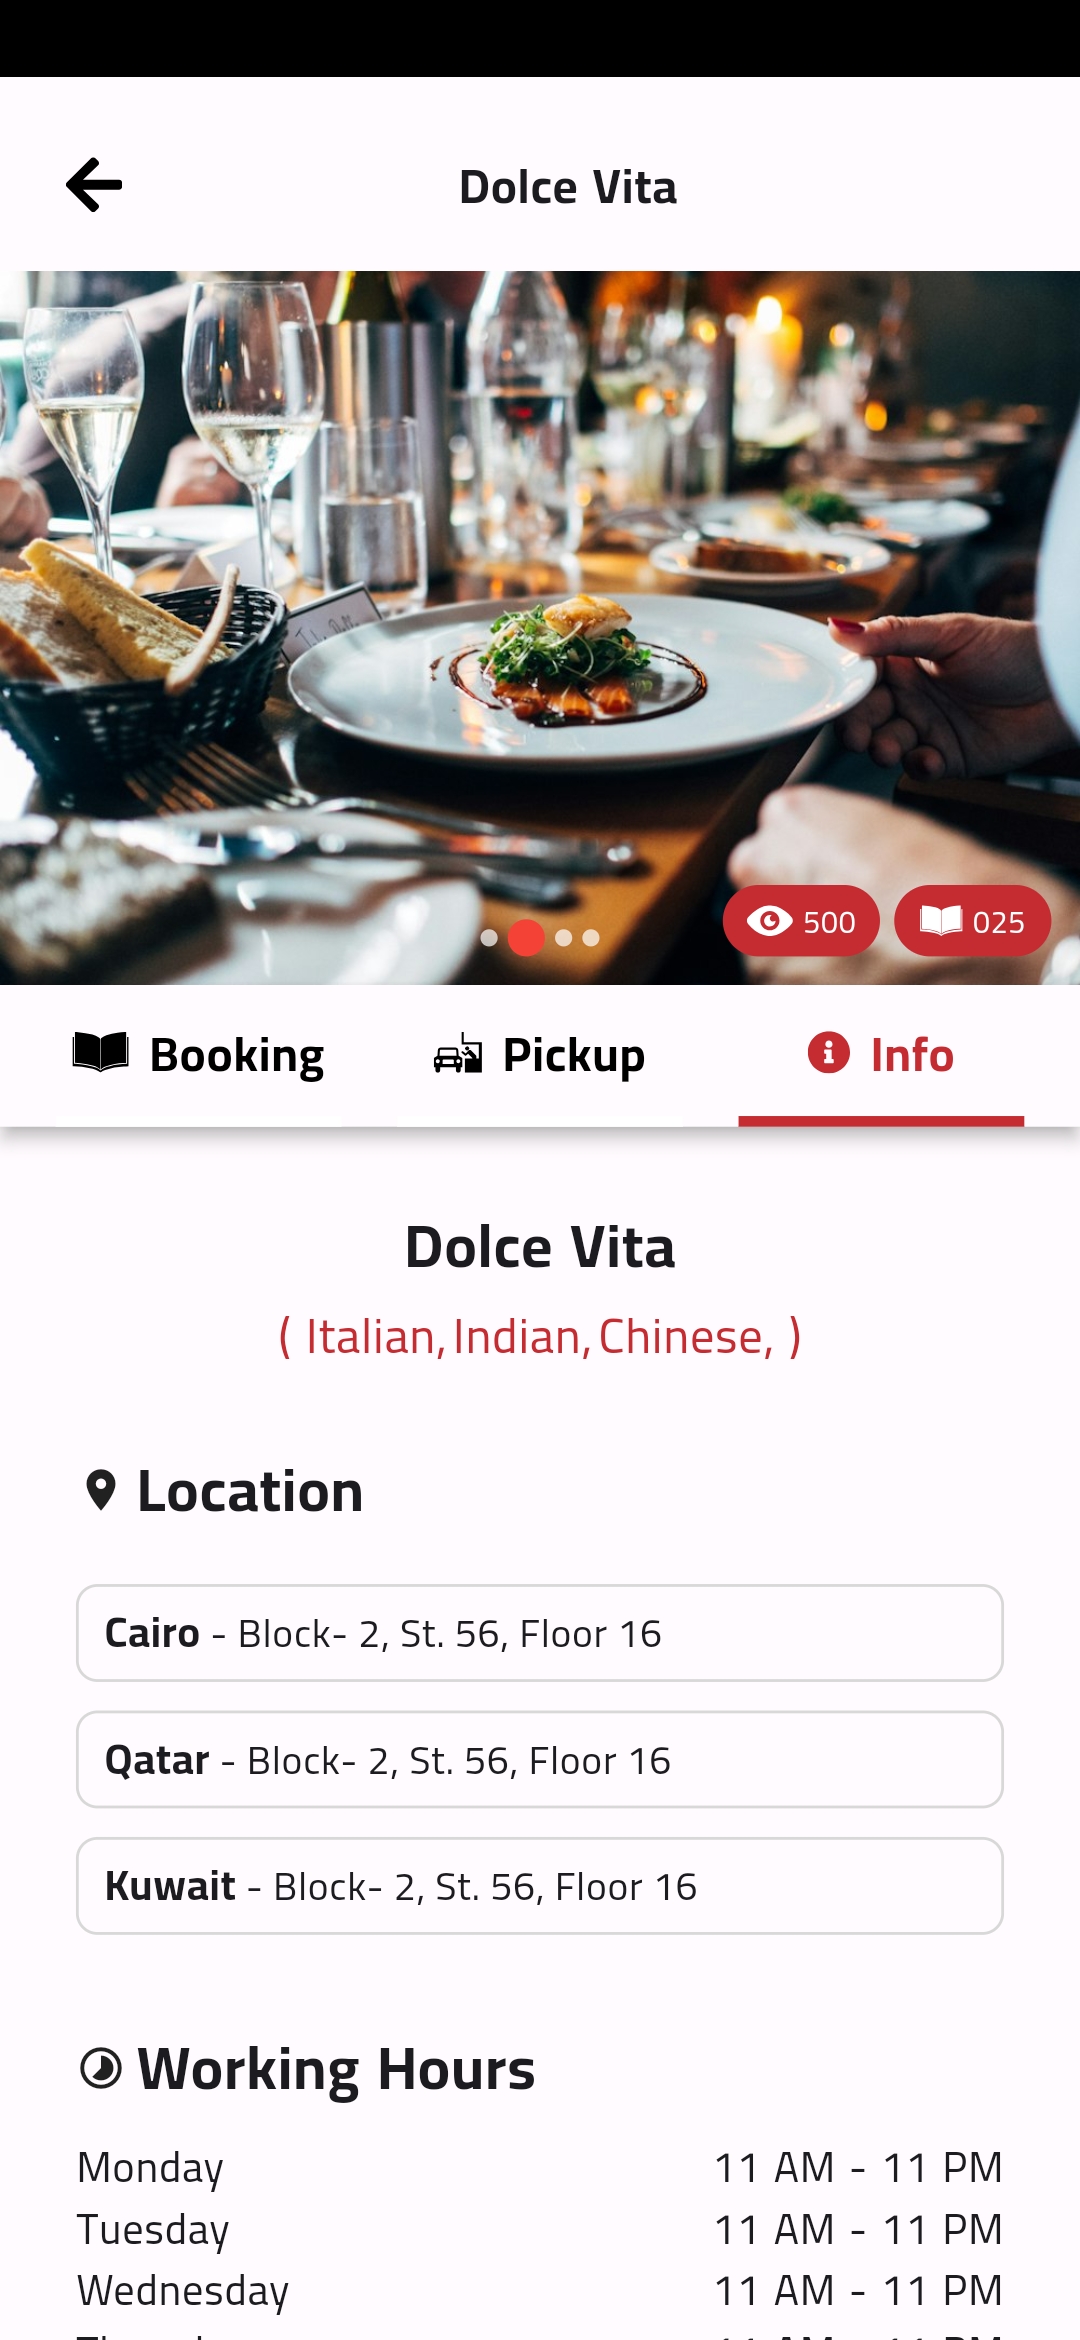 Dolce Vita
500
025
Booking
Pickup
Info
Dolce Vita
( Italian, Indian, Chinese, )
Location
Cairo - Block- 2, St. 56, Floor 16
Qatar - Block- 2, St. 56, Floor 16
Kuwait - Block- 2, St. 56, Floor 16
Working Hours
Monday 11 AM - 11 PM
Tuesday 11 AM - 11 PM
Wednesday 11 AM - 11 PM